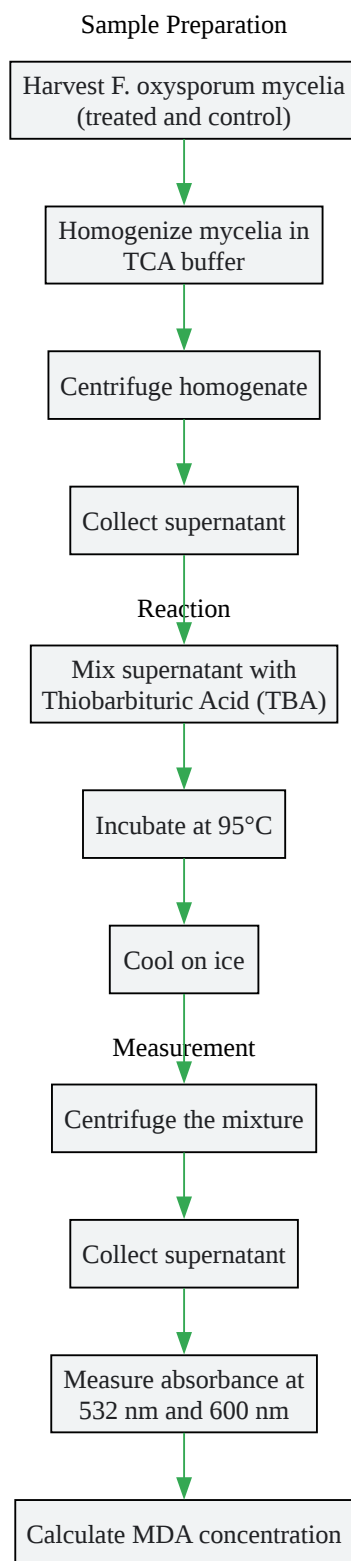 Sample Preparation
Harvest F. oxysporum mycelia
(treated and control)
Homogenize mycelia in
TCA buffer
Centrifuge homogenate
Collect supernatant
Reaction
Mix supernatant with
Thiobarbituric Acid (TBA)
Incubate at 95°C
Cool on ice
Measurement
Centrifuge the mixture
Collect supernatant
Measure absorbance at
532 nm and 600 nm
Calculate MDA concentration